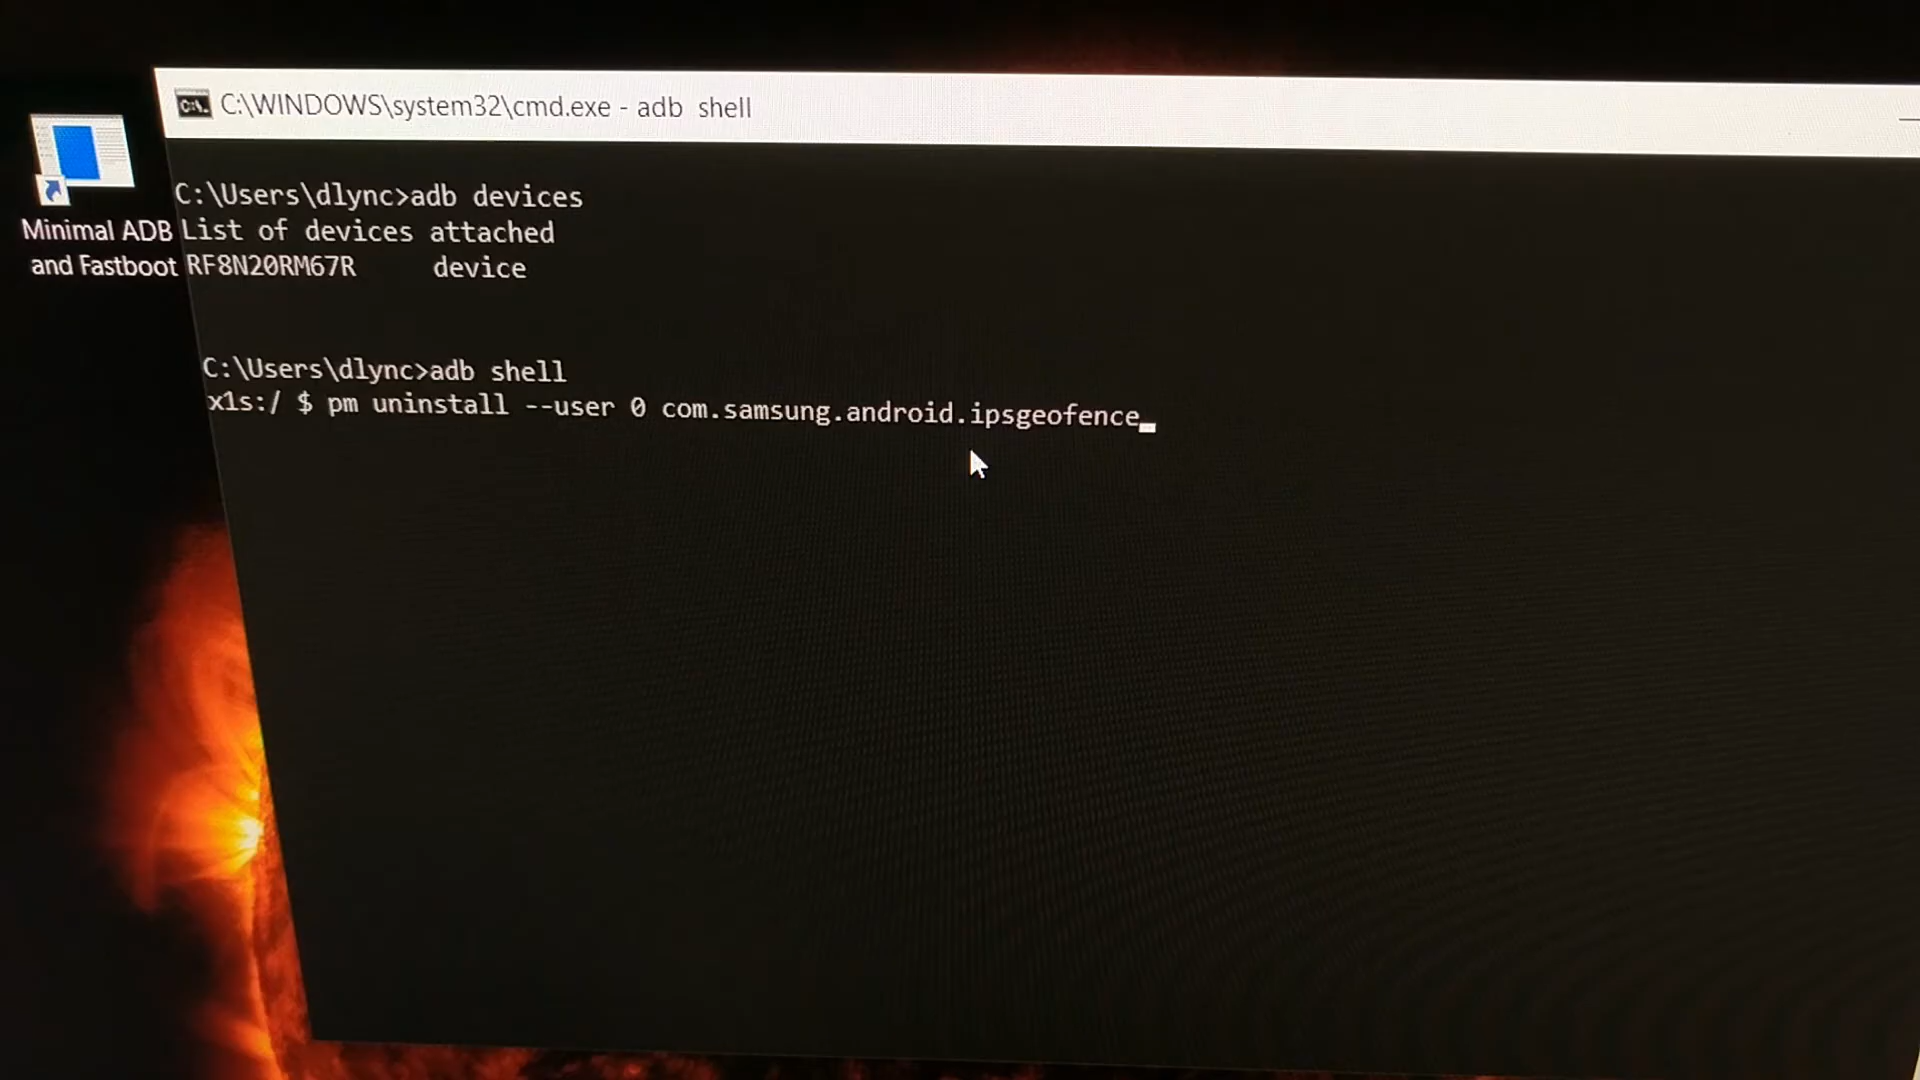 C:\WINDOWS\system32\cmd.exe - adb  shell
Minimal ADB
and Fastboot
C:\Users\dlync>adb devices
List of devices attached
RF8N20RM67R     device
C:\Users\dlync>adb shell
x1s:/ $ pm uninstall --user 0 com.samsung.android.ipsgeofence_